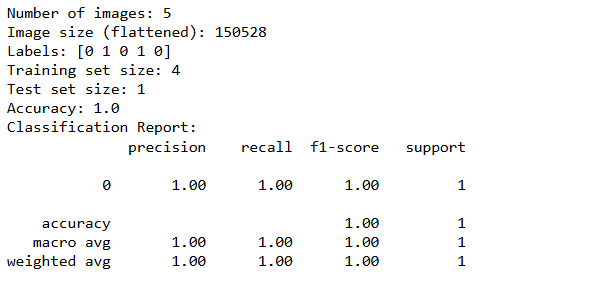 Number of images: 5
Image size (flattened): 150528
Labels: [0 1 0 1 0]
Training set size: 4
Test set size: 1
Accuracy: 1.0
Classification Report:
              precision    recall  f1-score   support

           0       1.00      1.00      1.00         1

    accuracy                           1.00         1
   macro avg       1.00      1.00      1.00         1
weighted avg       1.00      1.00      1.00         1